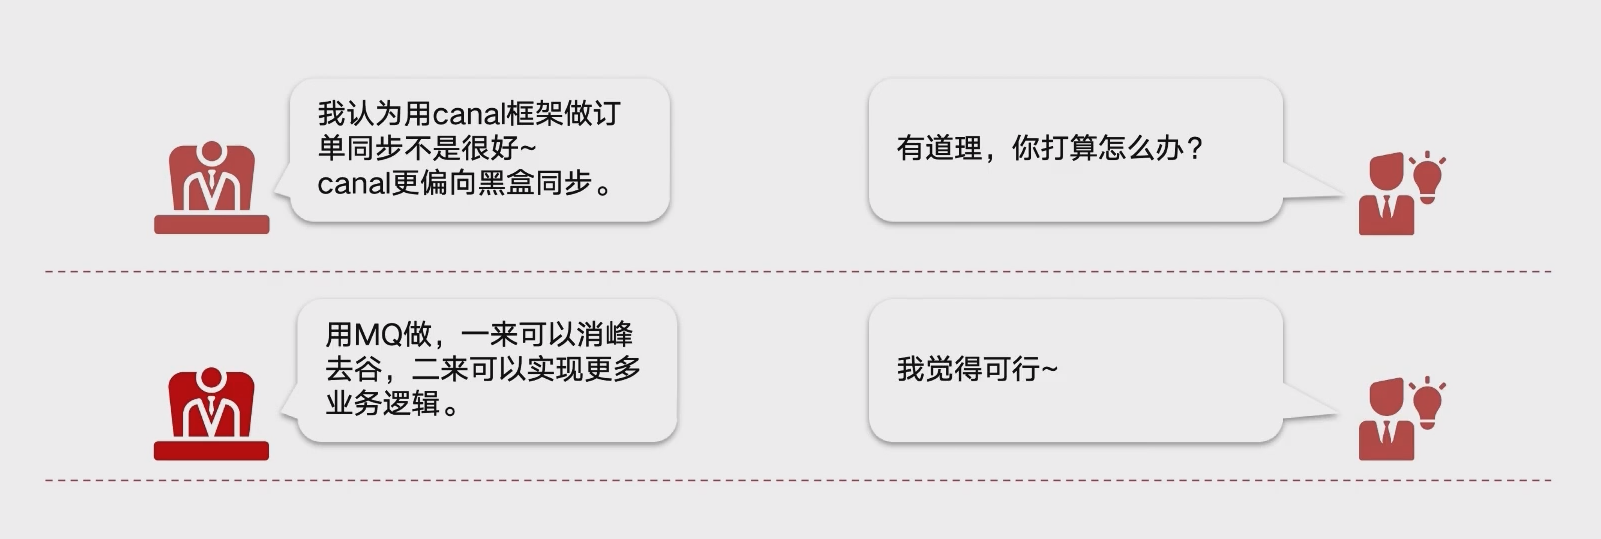 我认为用canal框架做订
单同步不是很好~
canal更偏向黑盒同步。
有道理，你打算怎么办？
用MQ做，一来可以消峰
去谷，二来可以实现更多
业务逻辑。
我觉得可行~